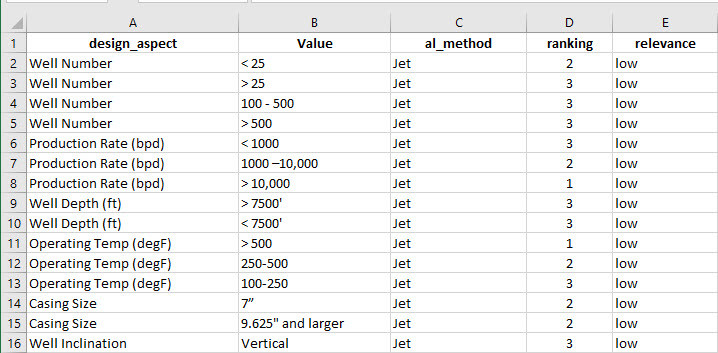 A B C D E
1 design_aspect Value al_method ranking relevance
2 Well Number < 25 Jet 2 low
3 Well Number > 25 Jet 3 low
4 Well Number 100 - 500 Jet 3 low
5 Well Number > 500 Jet 3 low
6 Production Rate (bpd) < 1000 Jet 3 low
7 Production Rate (bpd) 1000 –10,000 Jet 2 low
8 Production Rate (bpd) > 10,000 Jet 1 low
9 Well Depth (ft) > 7500' Jet 3 low
10 Well Depth (ft) < 7500' Jet 3 low
11 Operating Temp (degF) > 500 Jet 1 low
12 Operating Temp (degF) 250-500 Jet 2 low
13 Operating Temp (degF) 100-250 Jet 3 low
14 Casing Size 7” Jet 2 low
15 Casing Size 9.625" and larger Jet 2 low
16 Well Inclination Vertical Jet 3 low